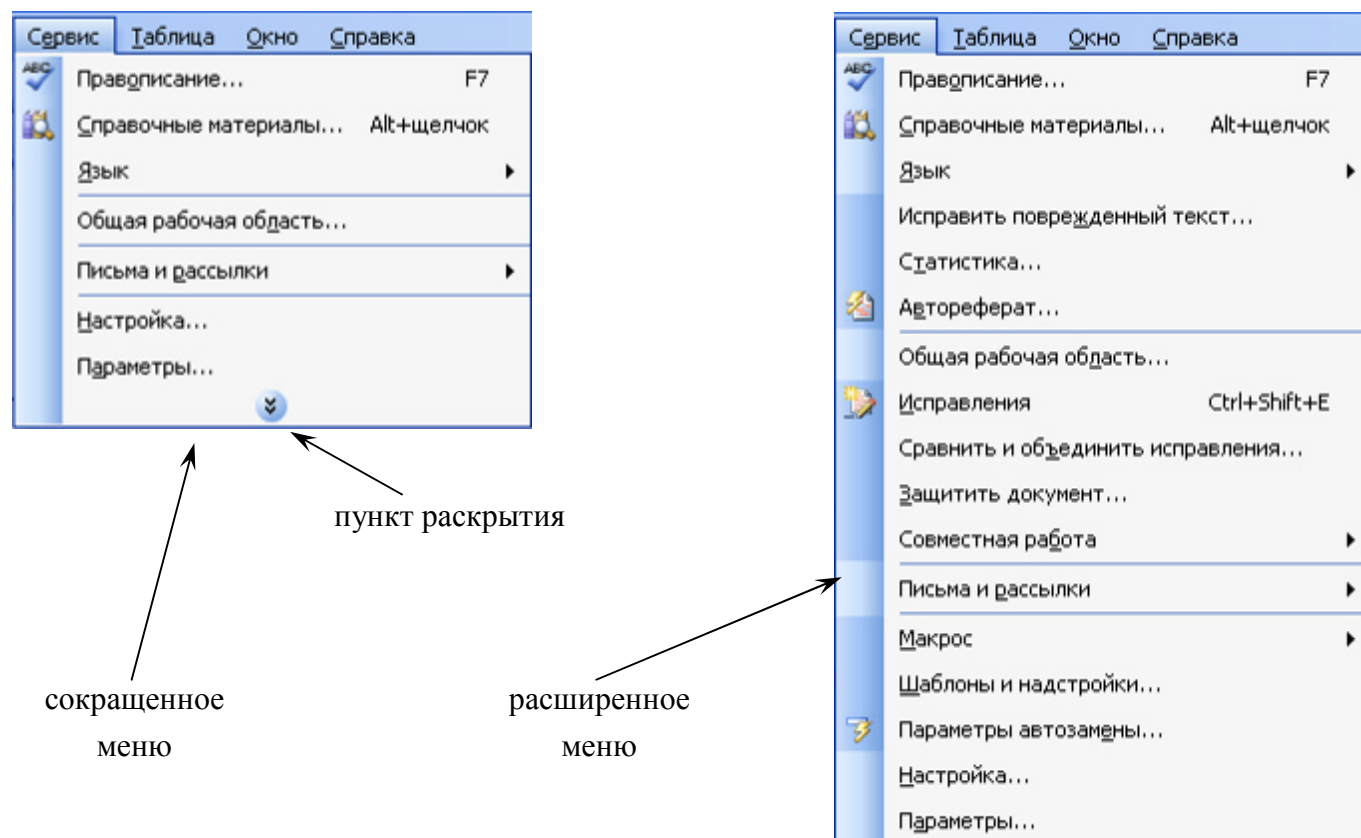 Сервис Таблица Окно Справка
Правописание... F7
Справочные материалы... Alt+щелчок
Язык
Общая рабочая область...
Письма и рассылки
Настройка...
Параметры...
пункт раскрытия
сокращенное
меню
Сервис Таблица Окно Справка
Правописание... F7
Справочные материалы... Alt+щелчок
Язык
Исправить поврежденный текст...
Статистика...
Автореферат...
Общая рабочая область...
Исправления Ctrl+Shift+E
Сравнить и объединить исправления...
Защитить документ...
Совместная работа
Письма и рассылки
Макрос
Шаблоны и надстройки...
Параметры автозамены...
Настройка...
Параметры...
расширенное
меню